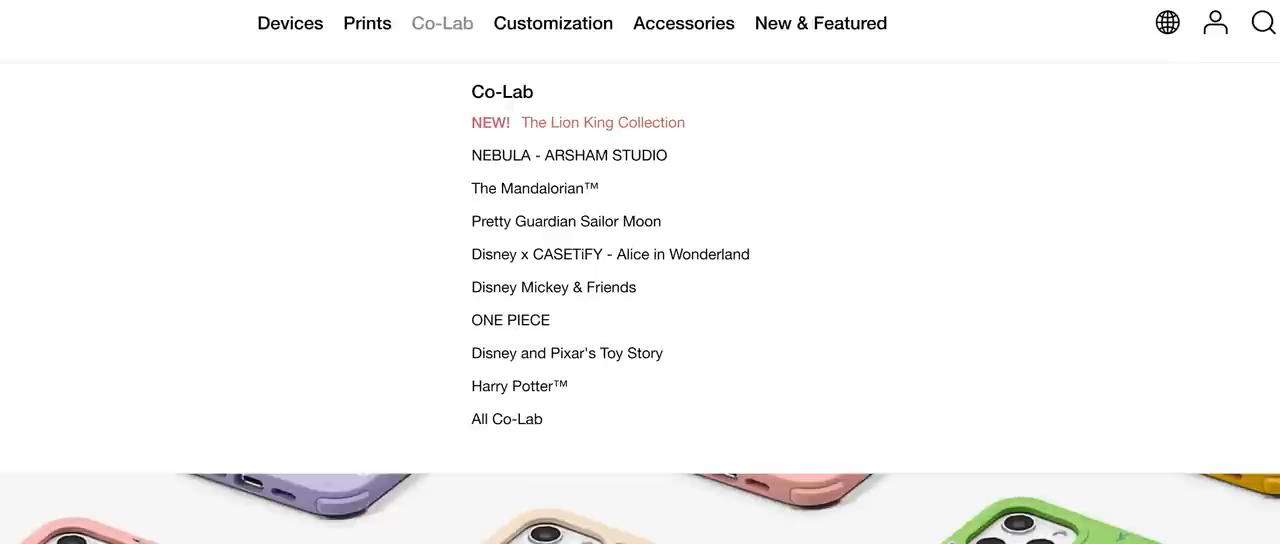 Devices Prints Co-Lab Customization Accessories New & Featured
Co-Lab
NEW! The Lion King Collection
NEBULA - ARSHAM STUDIO
The Mandalorian™
Pretty Guardian Sailor Moon
Disney x CASETiFY - Alice in Wonderland
Disney Mickey & Friends
ONE PIECE
Disney and Pixar's Toy Story
Harry Potter™
All Co-Lab